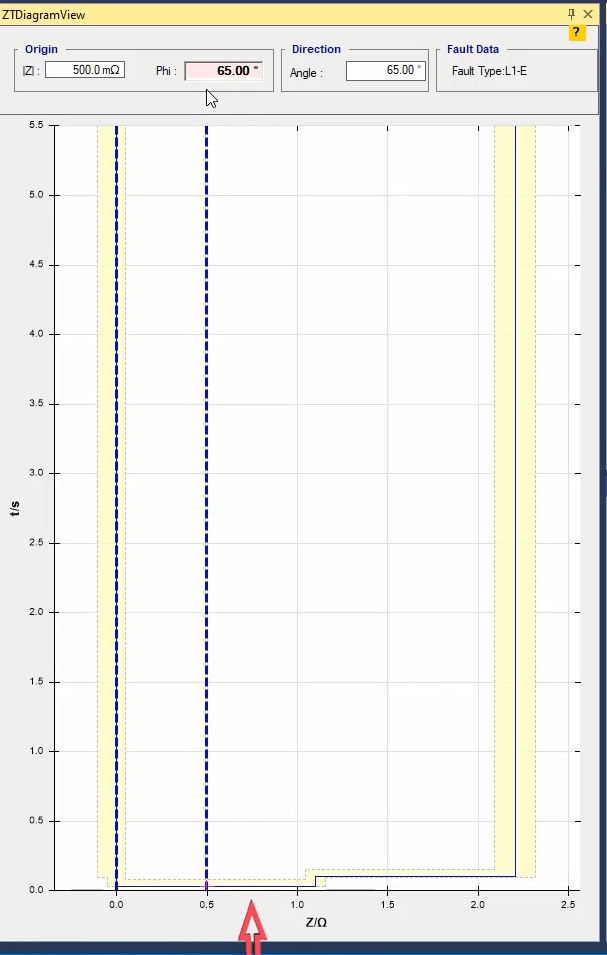 ZTDiagramView
?
Origin
Direction
Fault Data
|Z| : 500.0 mΩ Phi : 65.00 ° Angle : 65.00 ° Fault Type:L1-E
5.5
5.0
4.5
4.0
3.5
3.0
2.5
2.0
1.5
1.0
0.5
0.0
t/s
0.0 0.5 1.0 1.5 2.0 2.5
Z/Ω